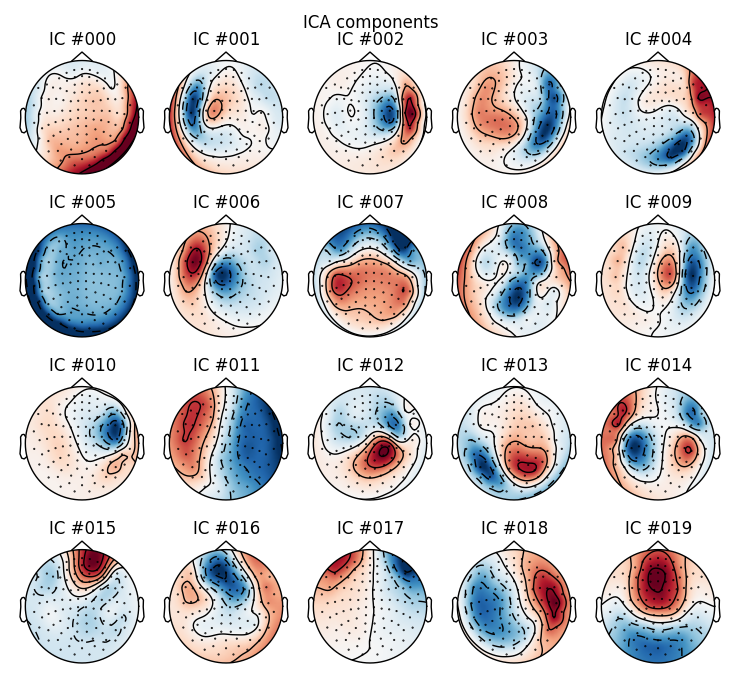 ICA components
IC #000 IC #001 IC #002 IC #003 IC #004
IC #005 IC #006 IC #007 IC #008 IC #009
IC #010 IC #011 IC #012 IC #013 IC #014
IC #015 IC #016 IC #017 IC #018 IC #019